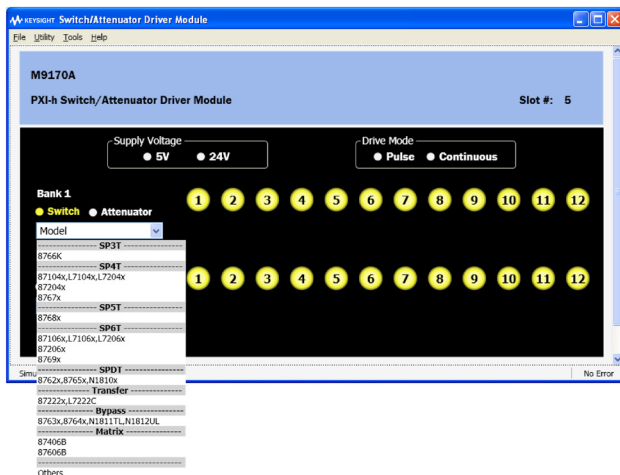 KEYSIGHT Switch/Attenuator Driver Module
File Utility Tools Help
M9170A
PXI-h Switch/Attenuator Driver Module Slot #: 5
Supply Voltage Drive Mode
5V 24V Pulse Continuous
Bank 1
1 2 3 4 5 6 7 8 9 10 11 12
Switch Attenuator
Model
SP3T
8766K
SP4T
87104x,L7104x,L7204x
1 2 3 4 5 6 7 8 9 10 11 12
87204x
8767x
SP5T
8768x
SP6T
87106x,L7106x,L7206x
87206x
8769x
Simu No Error
SPDT
8762x,8765x,N1810x
Transfer
87222x,L7222C
Bypass
8763x,8764x,N1811TL,N1812UL
Matrix
87406B
87606B
Others